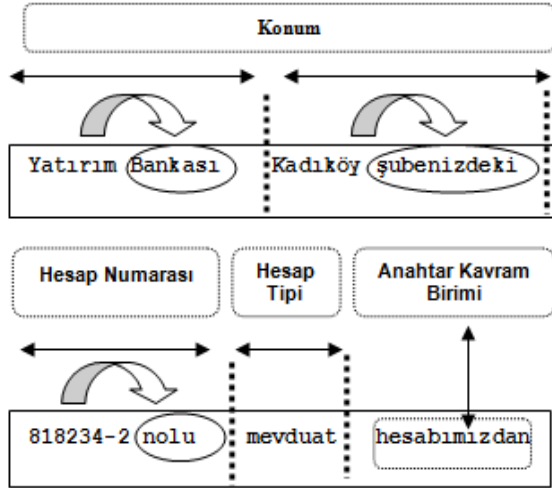 Konum
Yatırım Bankası Kadıköy şubenizdeki
Hesap Numarası
Hesap Tipi
Anahtar Kavram Birimi
818234-2 nolu mevduat hesabımızdan